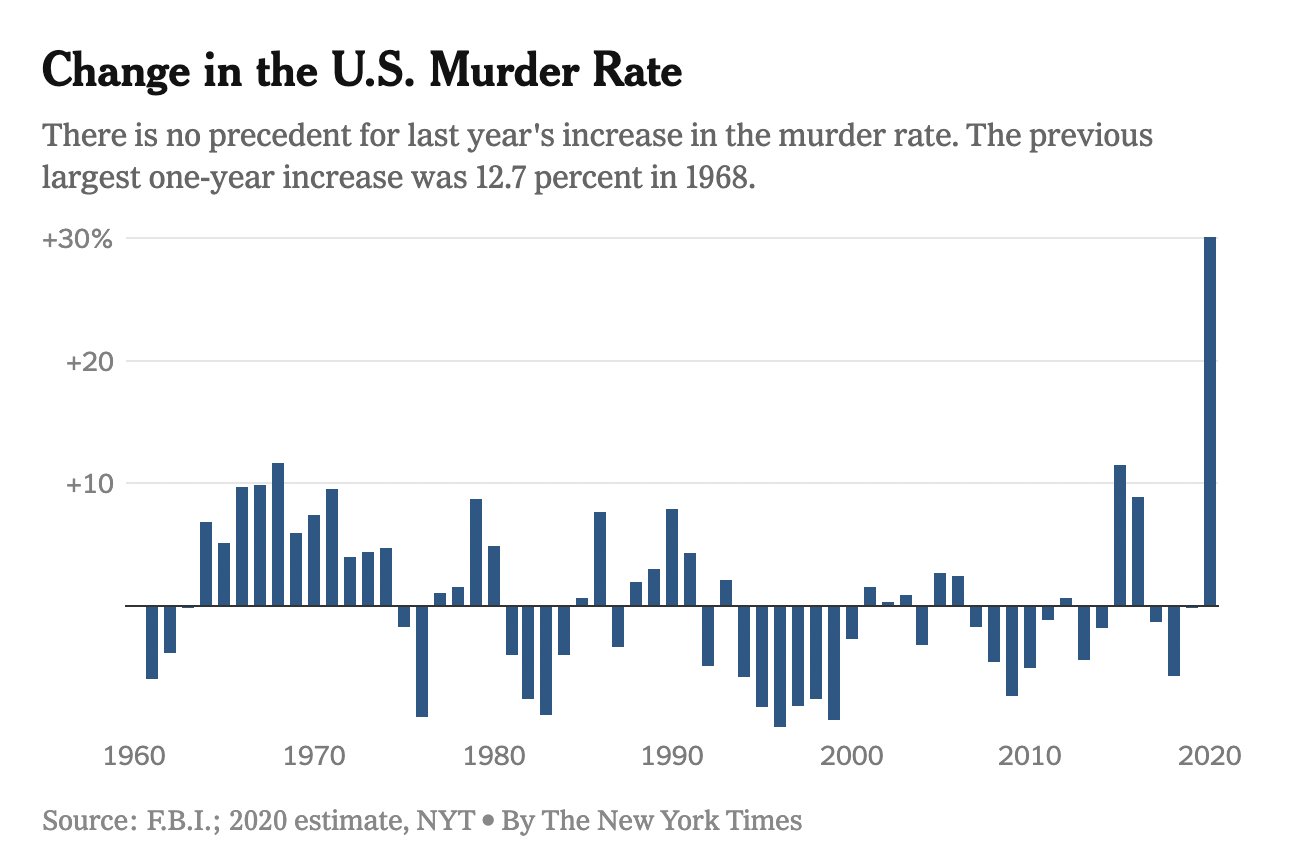 Change in the U.S. Murder Rate
There is no precedent for last year's increase in the murder rate. The previous
largest one-year increase was 12.7 percent in 1968.
+30%
+20
+10
1960 1970 1980 1990 2000 2010 2020
Source: F.B.I.; 2020 estimate, NYT • By The New York Times